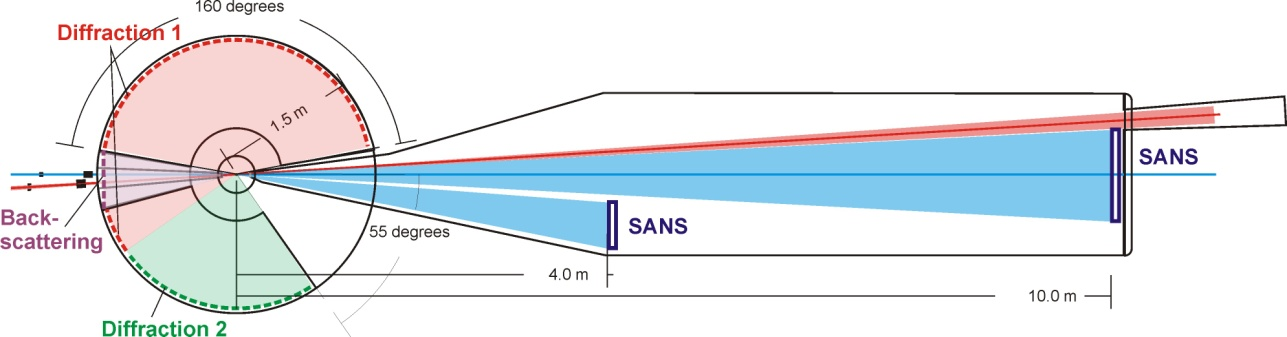 160 degrees
Diffraction 1
1.5 m
SANS
Back-
scattering
55 degrees
SANS
4.0 m
10.0 m
Diffraction 2